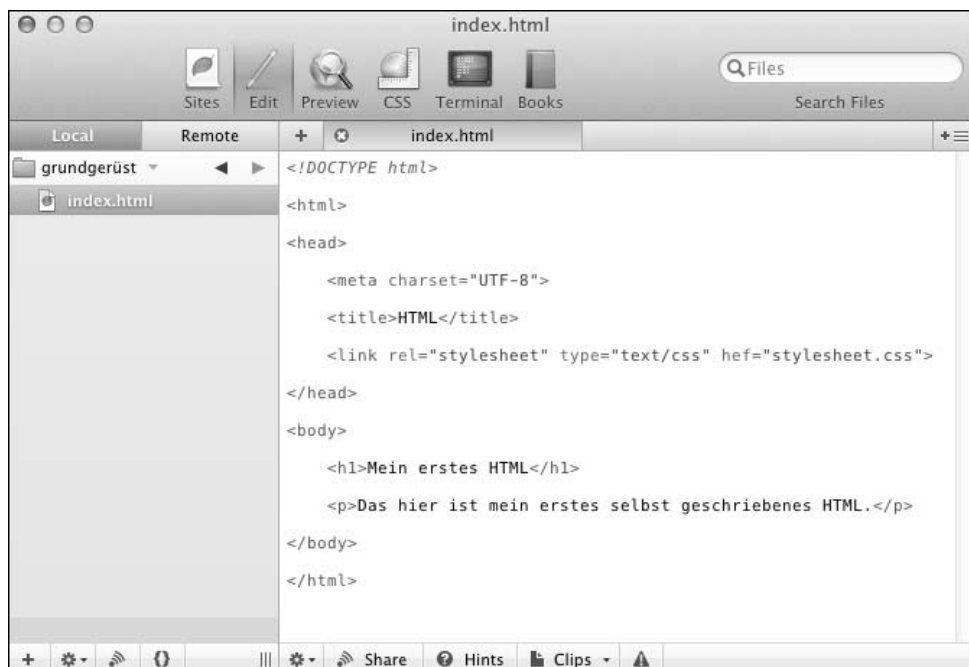 index.html
Sites Edit Preview CSS Terminal Books
Files
Search Files
Local Remote
index.html
grundgerüst
index.html
<!DOCTYPE html>
<html>
<head>
<meta charset="UTF-8">
<title>HTML</title>
<link rel="stylesheet" type="text/css" hef="stylesheet.css">
</head>
<body>
<h1>Mein erstes HTML</h1>
<p>Das hier ist mein erstes selbst geschriebenes HTML.</p>
</body>
</html>
Share Hints Clips